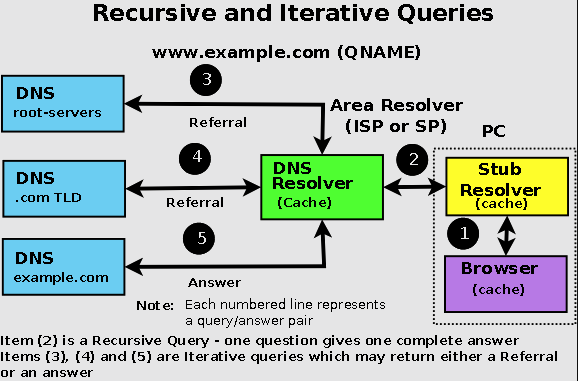 Recursive and Iterative Queries
www.example.com (QNAME)
3
DNS
root-servers
Referral
Area Resolver
(ISP or SP)
PC
4
DNS
.com TLD
Referral
DNS
Resolver
(Cache)
2
Stub
Resolver
(cache)
5
DNS
example.com
Answer
1
Browser
(cache)
Note: Each numbered line represents
a query/answer pair
Item (2) is a Recursive Query - one question gives one complete answer
Items (3), (4) and (5) are Iterative queries which may return either a Referral
or an answer